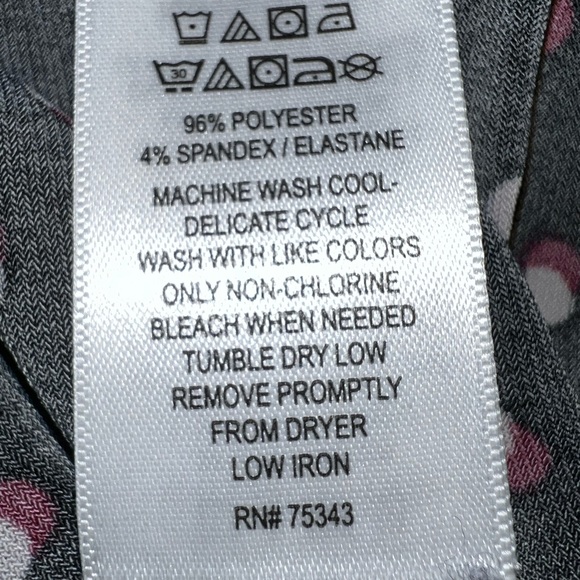 30
96% POLYESTER
4% SPANDEX / ELASTANE
MACHINE WASH COOL-
DELICATE CYCLE
WASH WITH LIKE COLORS
ONLY NON-CHLORINE
BLEACH WHEN NEEDED
TUMBLE DRY LOW
REMOVE PROMPTLY
FROM DRYER
LOW IRON
RN# 75343